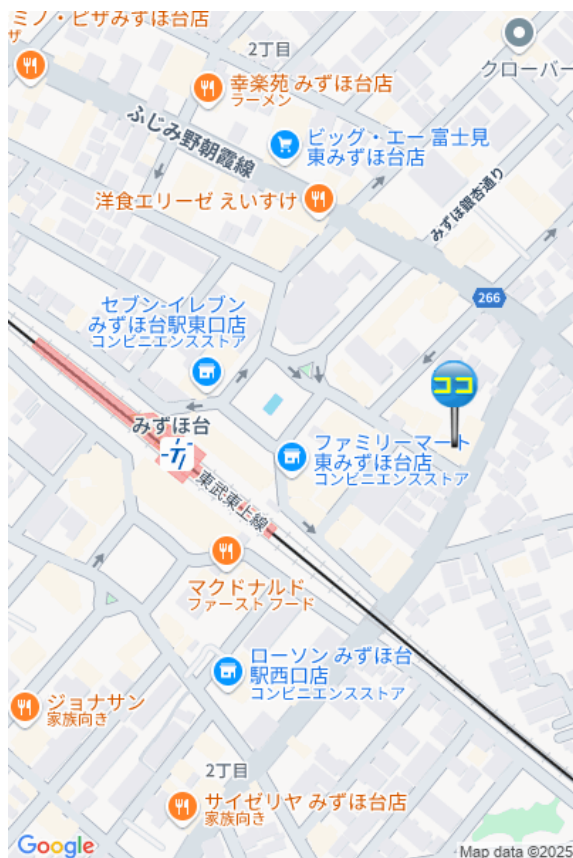 ミノ・ピザみずほ台店
ザ
2丁目
クローバー
幸楽苑 みずほ台店
ラーメン
ふじみ野朝霞線
ビッグ・エー 富士見
東みずほ台店
洋食エリーゼ えいすけ
みずほ銀杏通り
266
セブン-イレブン
みずほ台駅東口店
コンビニエンスストア
ココ
みずほ台
ファミリーマート
東みずほ台店
コンビニエンスストア
東武東上線
マクドナルド
ファースト フード
ローソン みずほ台
駅西口店
コンビニエンスストア
ジョナサン
家族向き
2丁目
サイゼリヤ みずほ台店
家族向き
Google
Map data ©2025